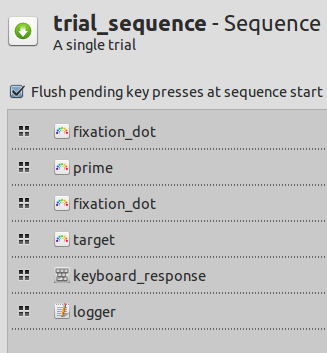 trial_sequence - Sequence
A single trial
Flush pending key presses at sequence start
fixation_dot
prime
fixation_dot
target
keyboard_response
logger